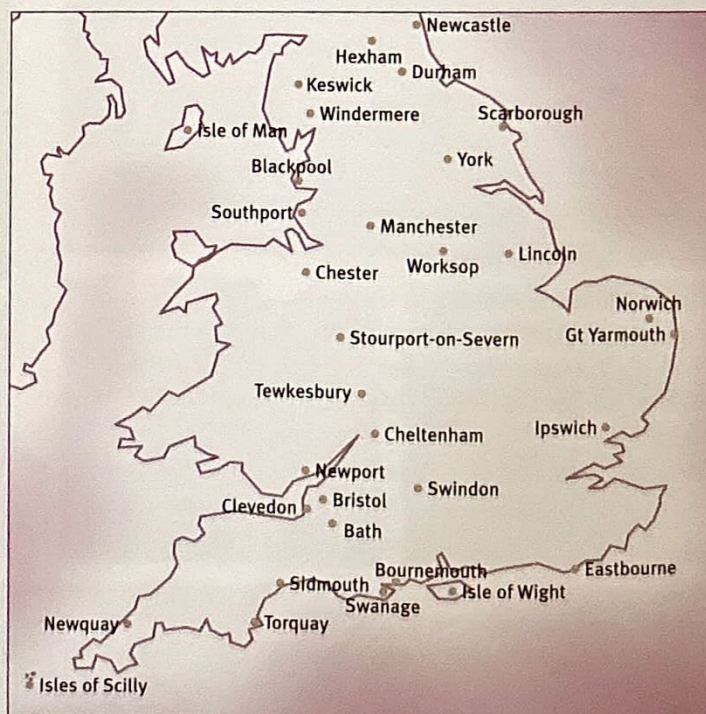 Newcastle
Hexham
Durham
Keswick
Windermere
Scarborough
Isle of Man
York
Blackpool
Southport
Manchester
Lincoln
Worksop
Chester
Norwich
Gt Yarmouth
Stourport-on-Severn
Tewkesbury
Ipswich
Cheltenham
Newport
Swindon
Bristol
Clevedon
Bath
Eastbourne
Bournemouth
Sidmouth
Isle of Wight
Swanage
Newquay
Torquay
Isles of Scilly